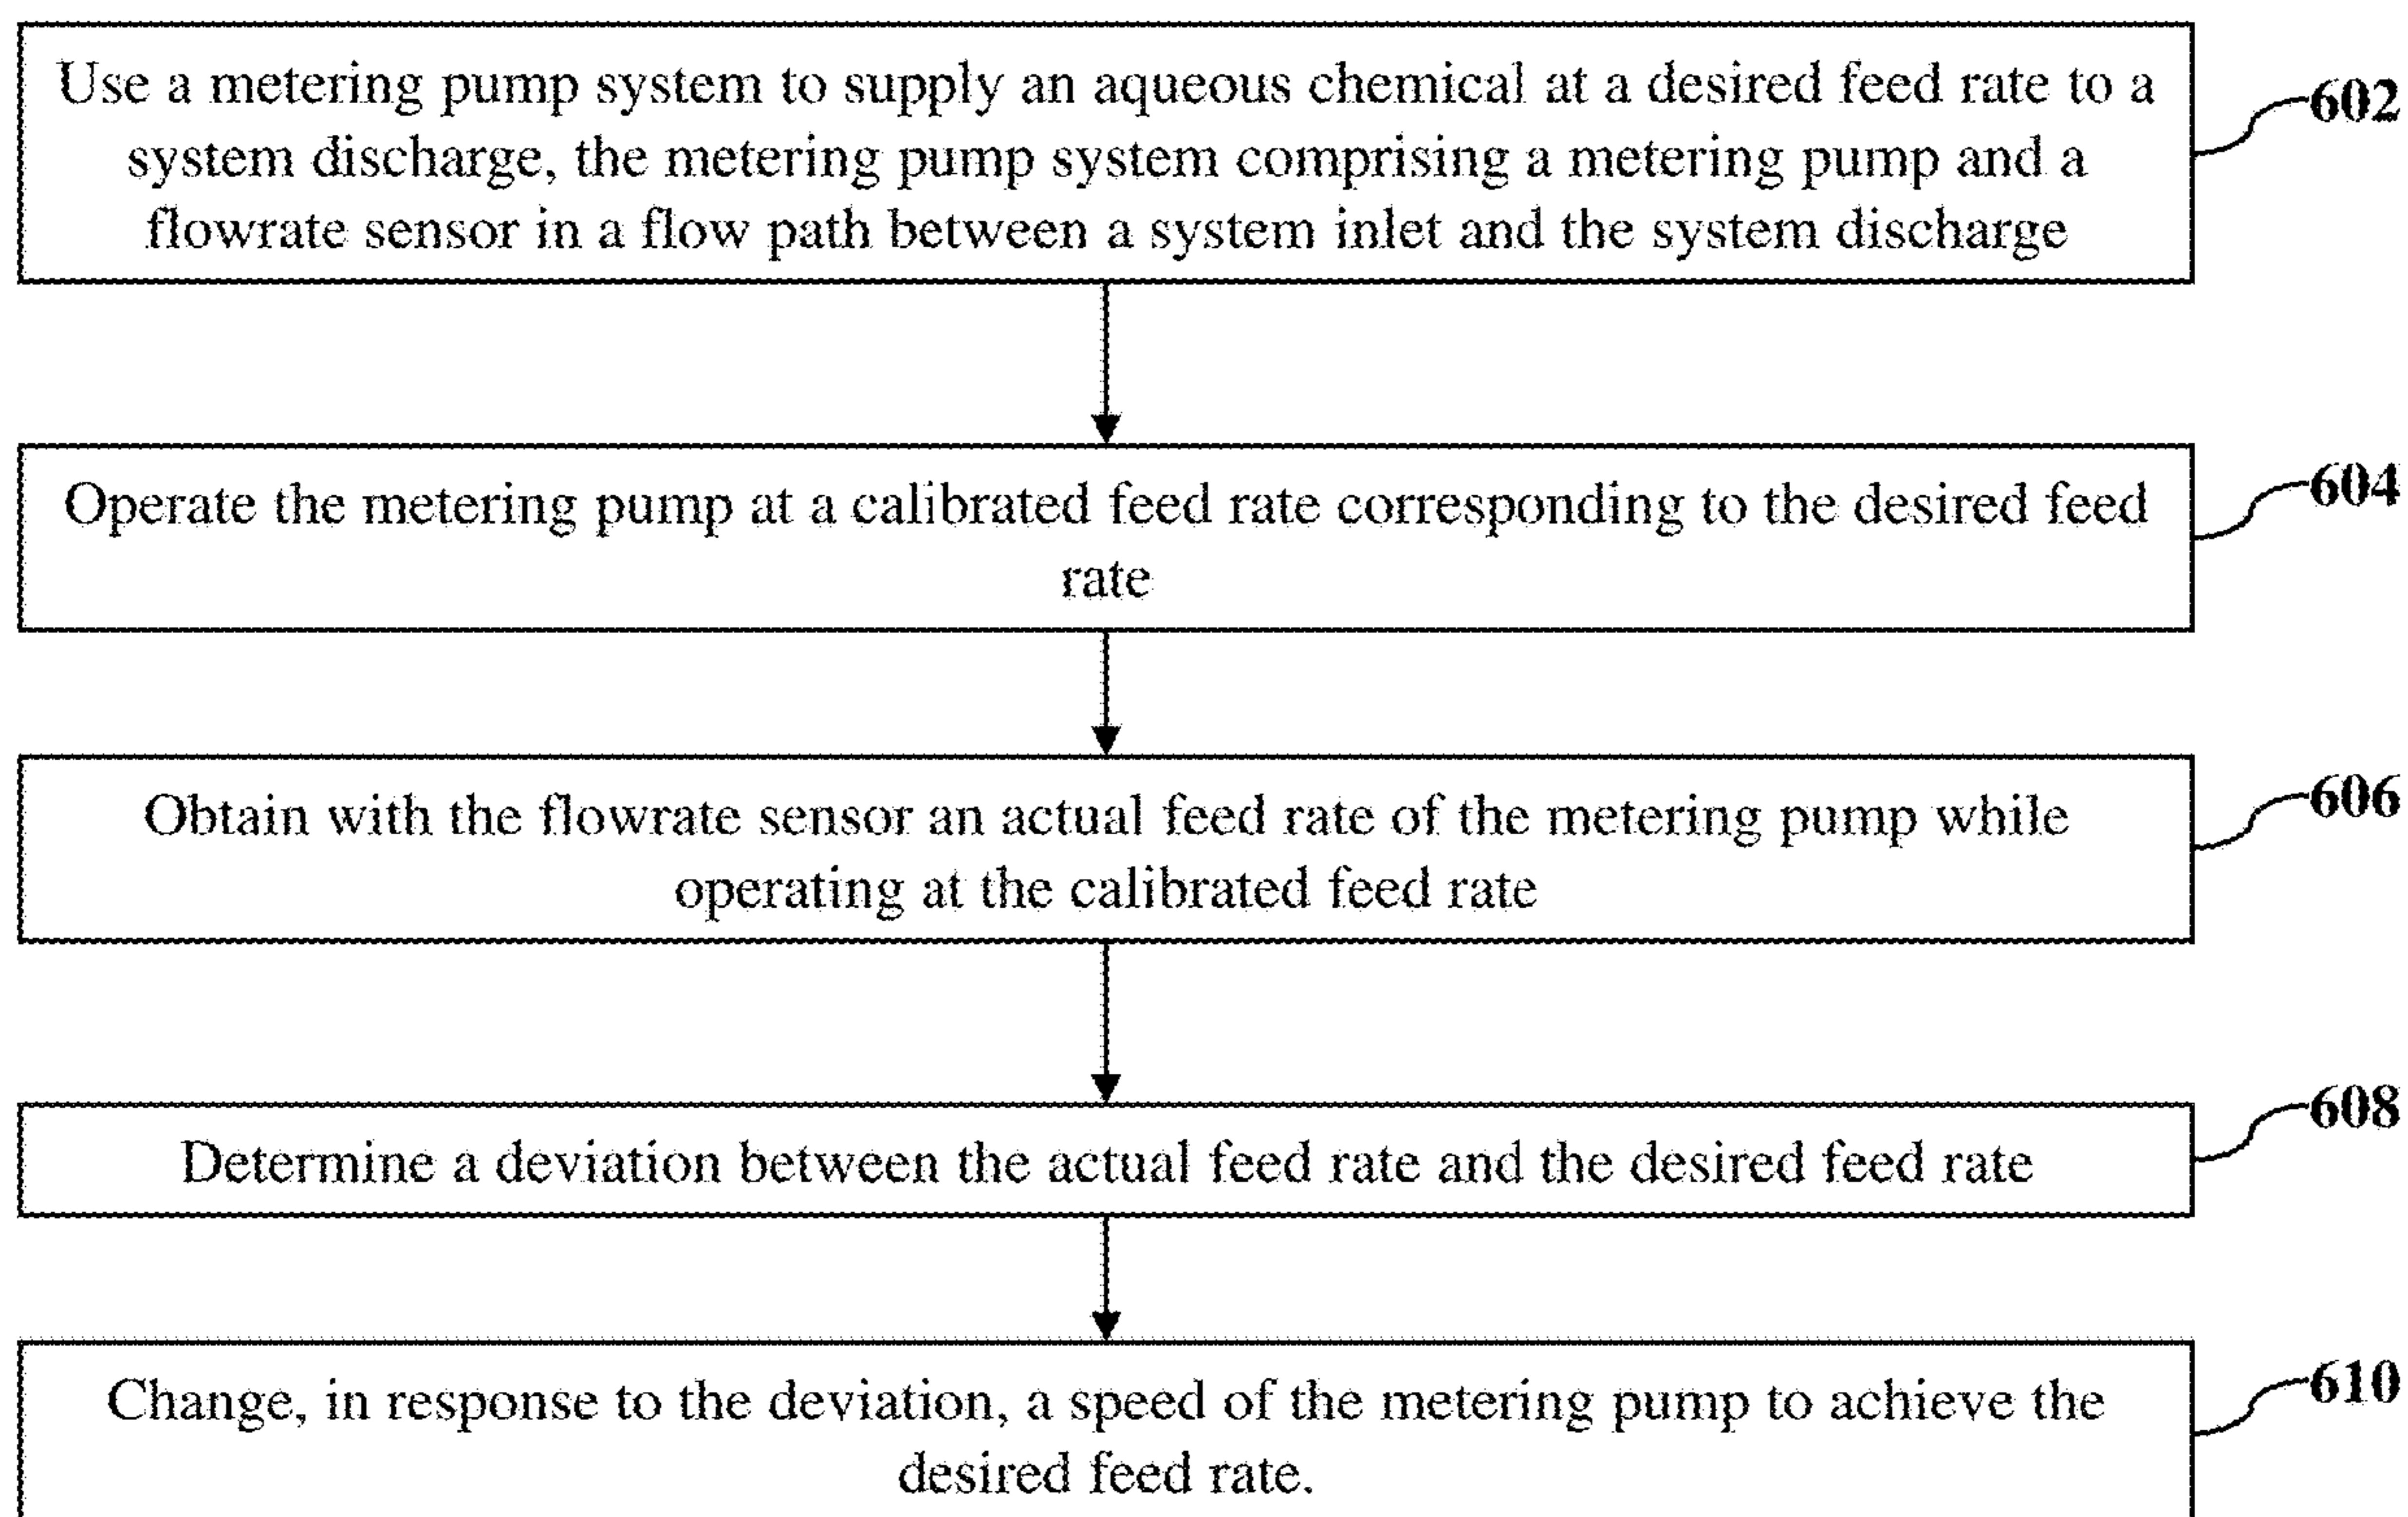 Use a metering pump system to supply an aqueous chemical at a desired feed rate to a
system discharge, the metering pump system comprising a metering pump and a
flowrate sensor in a flow path between a system inlet and the system discharge
602
Operate the metering pump at a calibrated feed rate corresponding to the desired feed
rate
604
Obtain with the flowrate sensor an actual feed rate of the metering pump while
operating at the calibrated feed rate
606
Determine a deviation between the actual feed rate and the desired feed rate
608
Change, in response to the deviation, a speed of the metering pump to achieve the
desired feed rate.
610